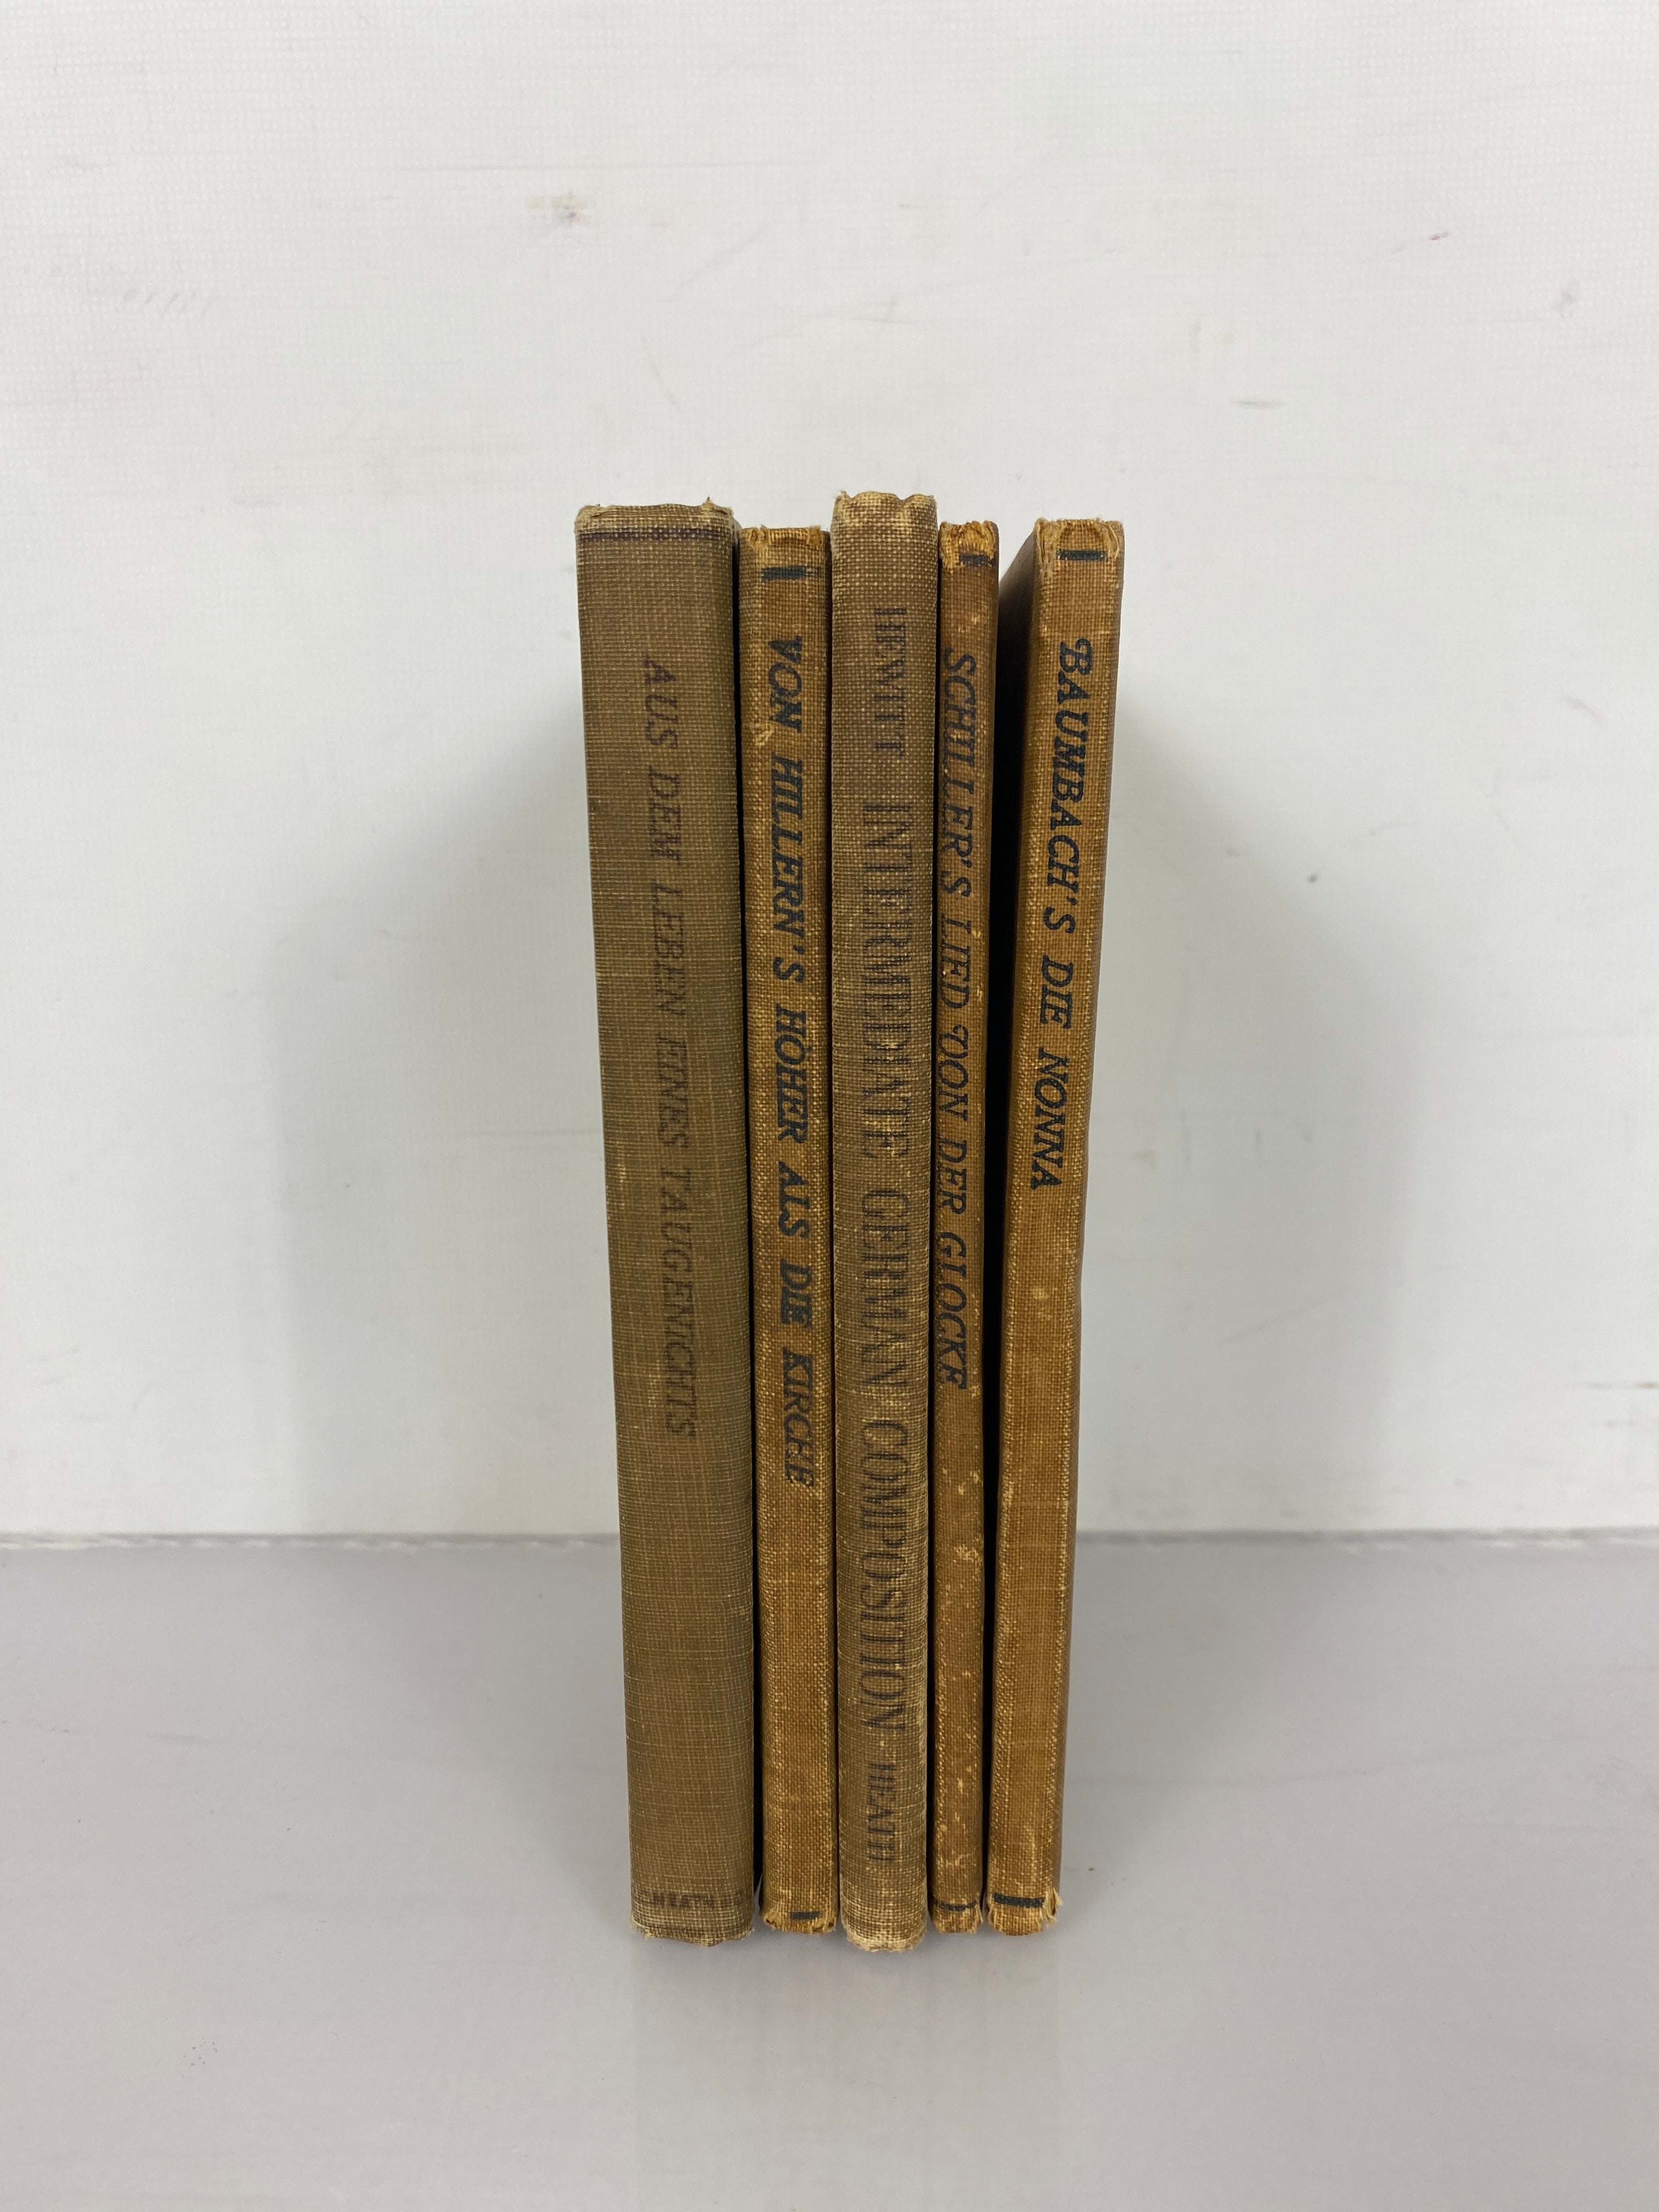 AUS DEM LEBEN EINES TAUGENICHTS
HEATH
VON HILLERN'S HÖHER ALS DIE KIRCHE
HEWITT INTERMEDIATE GERMAN COMPOSITION HEATH
SCHILLER'S LIED VON DER GLOCKE
BAUMBACH'S DIE NONNA